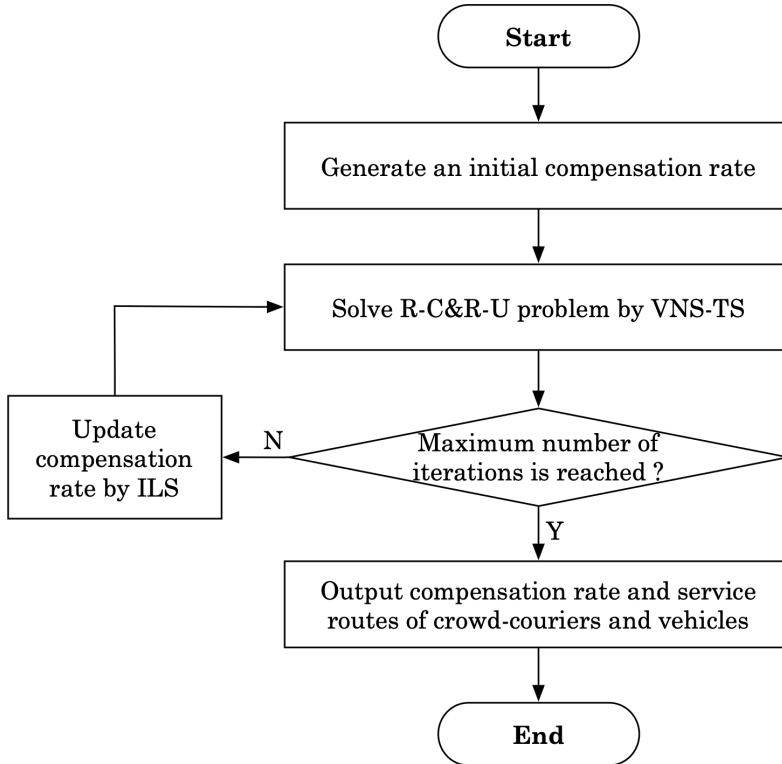 Start
Generate an initial compensation rate
Solve R-C&R-U problem by VNS-TS
Update
compensation
rate by ILS
N
Maximum number of
iterations is reached ?
Y
Output compensation rate and service
routes of crowd-couriers and vehicles
End